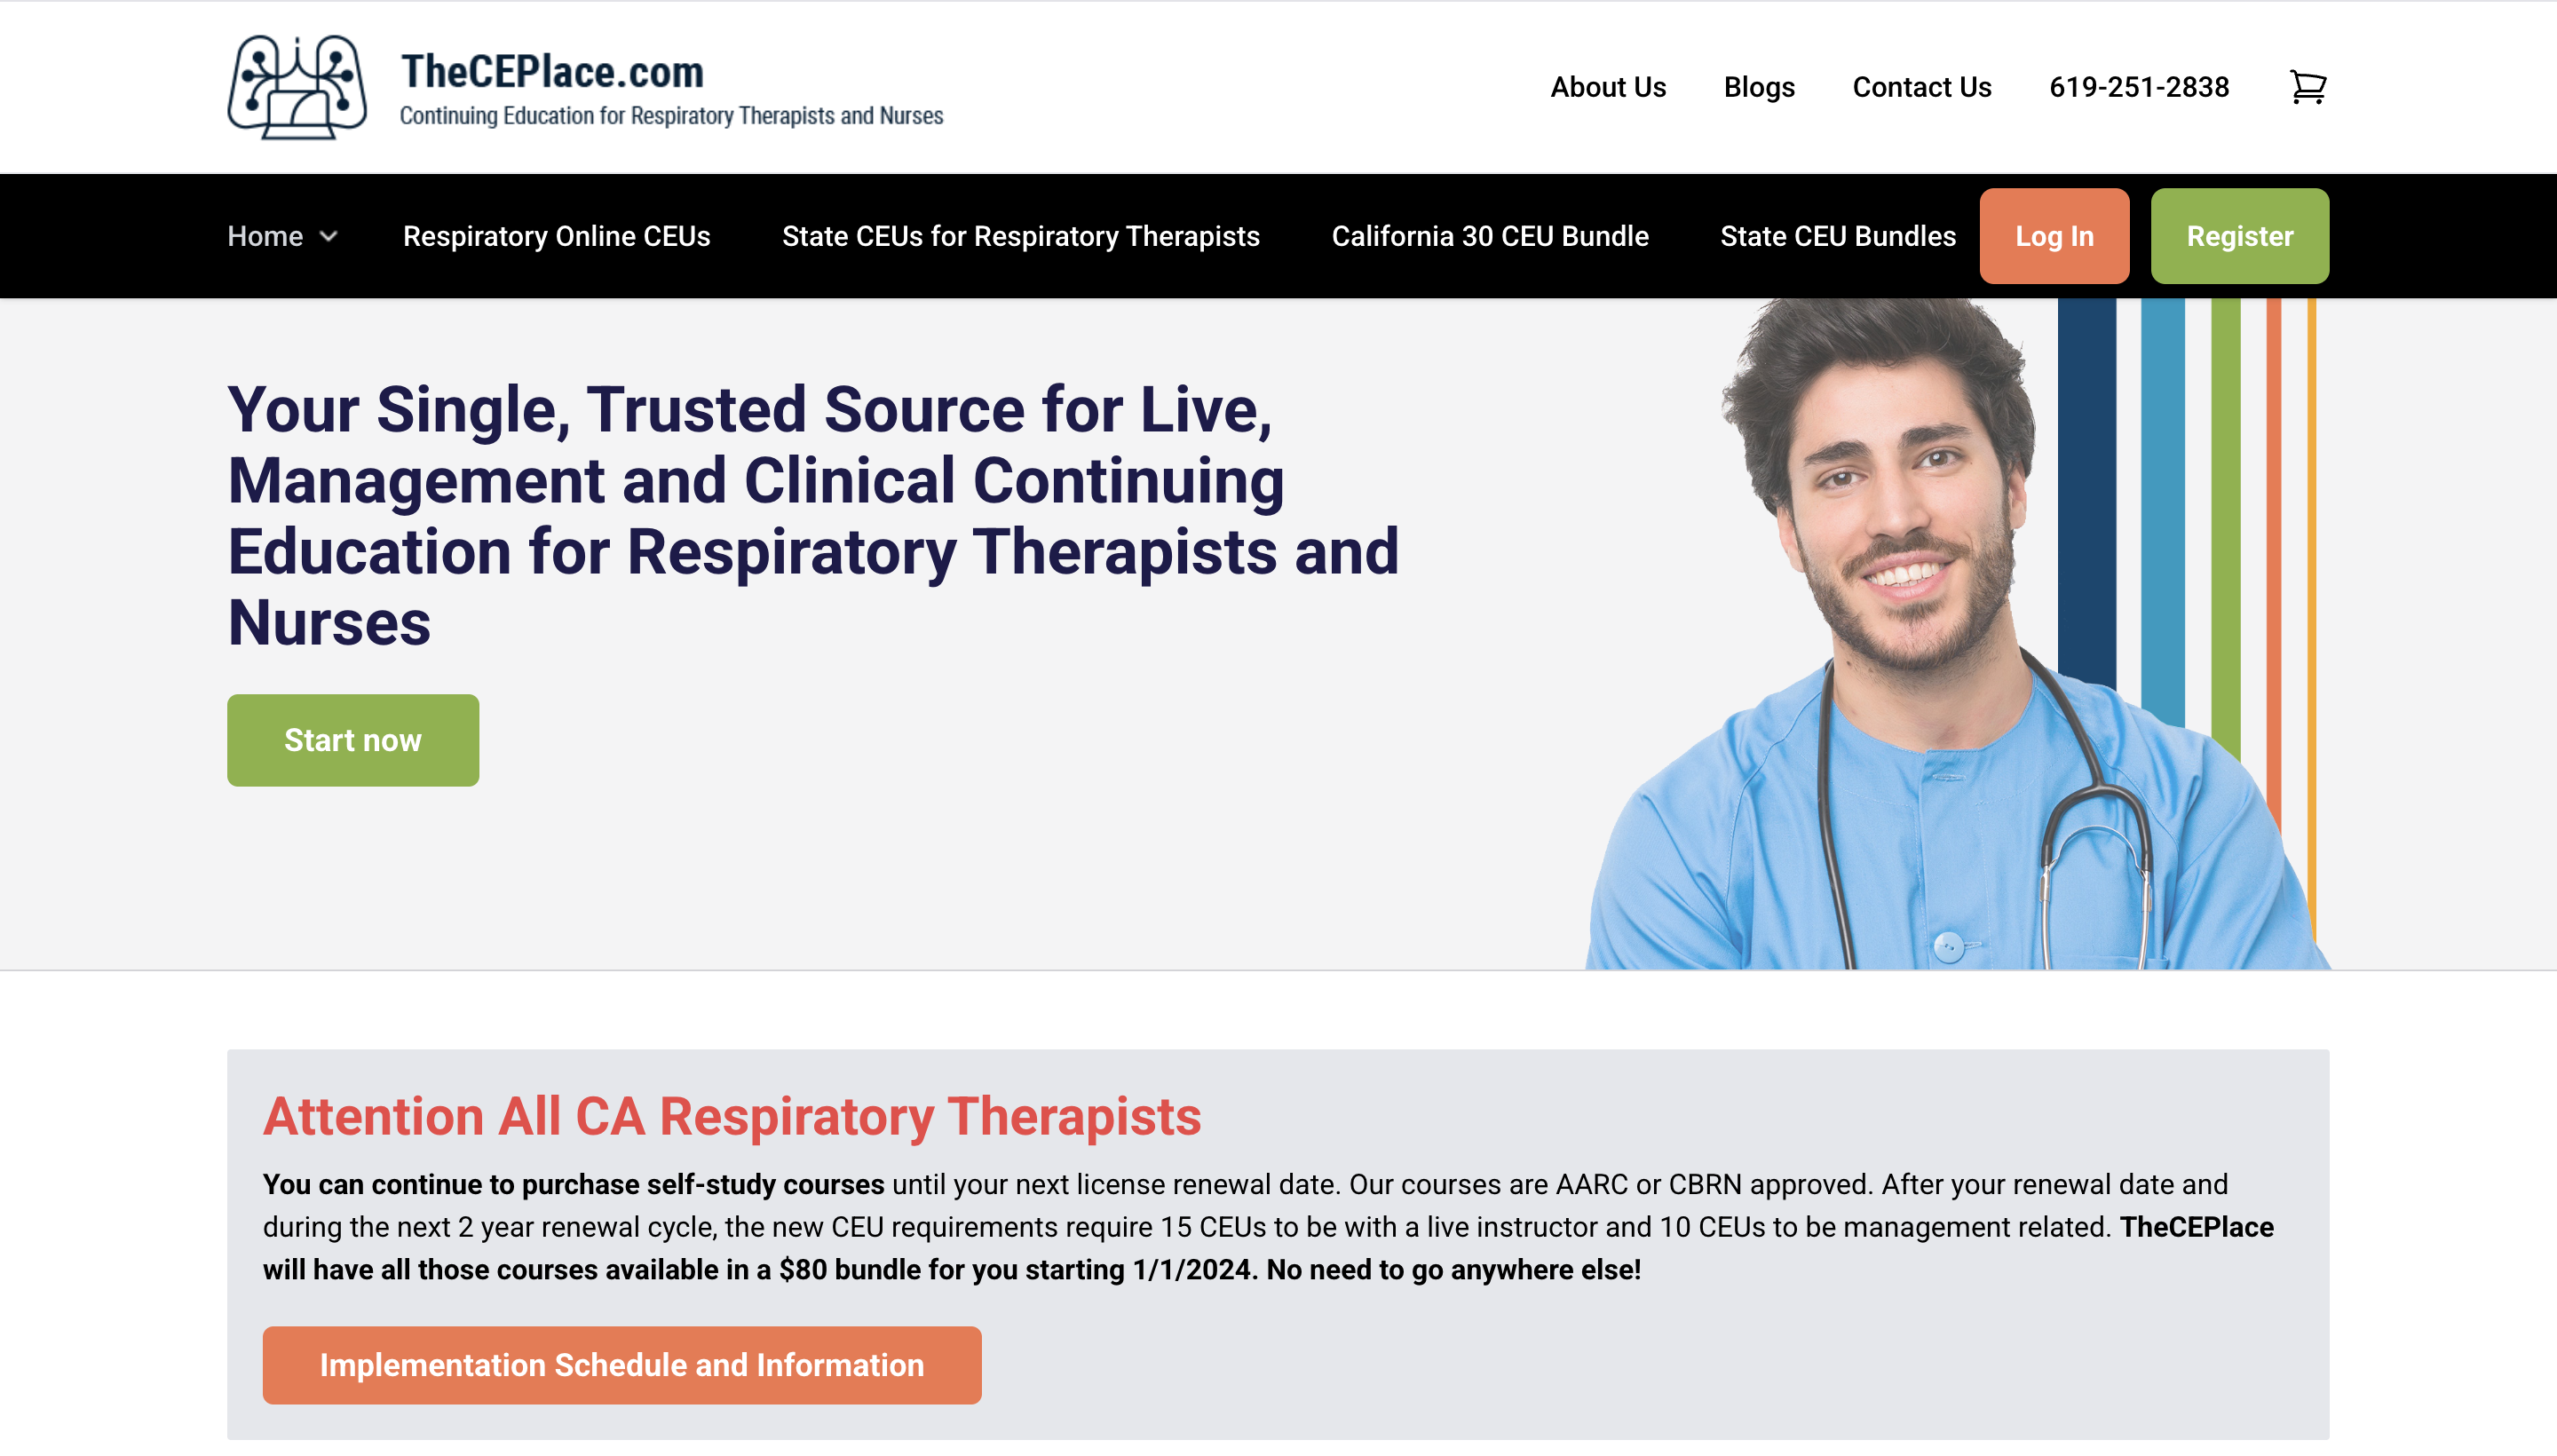 TheCEPlace.com
Continuing Education for Respiratory Therapists and Nurses
About Us
Blogs
Contact Us
619-251-2838
Home
Respiratory Online CEUs
State CEUs for Respiratory Therapists
California 30 CEU Bundle
State CEU Bundles
Log In
Register
Your Single, Trusted Source for Live,
Management and Clinical Continuing
Education for Respiratory Therapists and
Nurses
Start now
Attention All CA Respiratory Therapists
You can continue to purchase self-study courses until your next license renewal date. Our courses are AARC or CBRN approved. After your renewal date and
during the next 2 year renewal cycle, the new CEU requirements require 15 CEUs to be with a live instructor and 10 CEUs to be management related. TheCEPlace
will have all those courses available in a $80 bundle for you starting 1/1/2024. No need to go anywhere else!
Implementation Schedule and Information